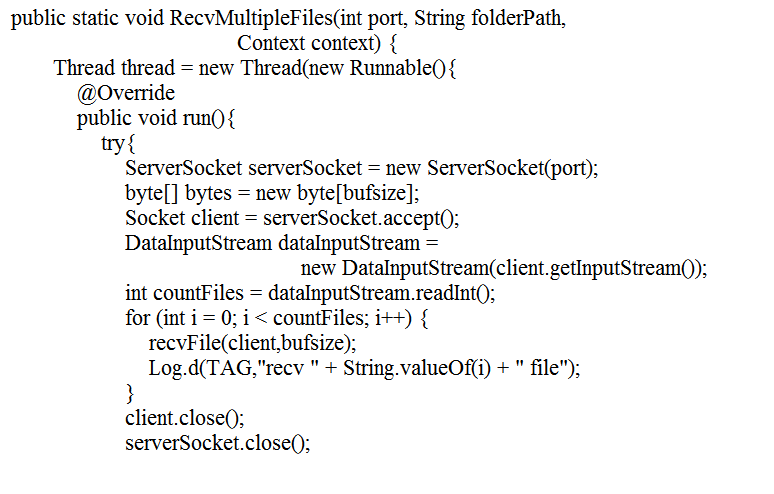 public static void RecvMultipleFiles(int port, String folderPath,
Context context) {
Thread thread = new Thread(new Runnable(){
@Override
public void run(){
try{
ServerSocket serverSocket = new ServerSocket(port);
byte[] bytes = new byte[bufsize];
Socket client = serverSocket.accept();
DataInputStream dataInputStream =
new DataInputStream(client.getInputStream());
int countFiles = dataInputStream.readInt();
for (int i = 0; i < countFiles; i++) {
recvFile(client,bufsize);
Log.d(TAG,"recv " + String.valueOf(i) + " file");
}
client.close();
serverSocket.close();